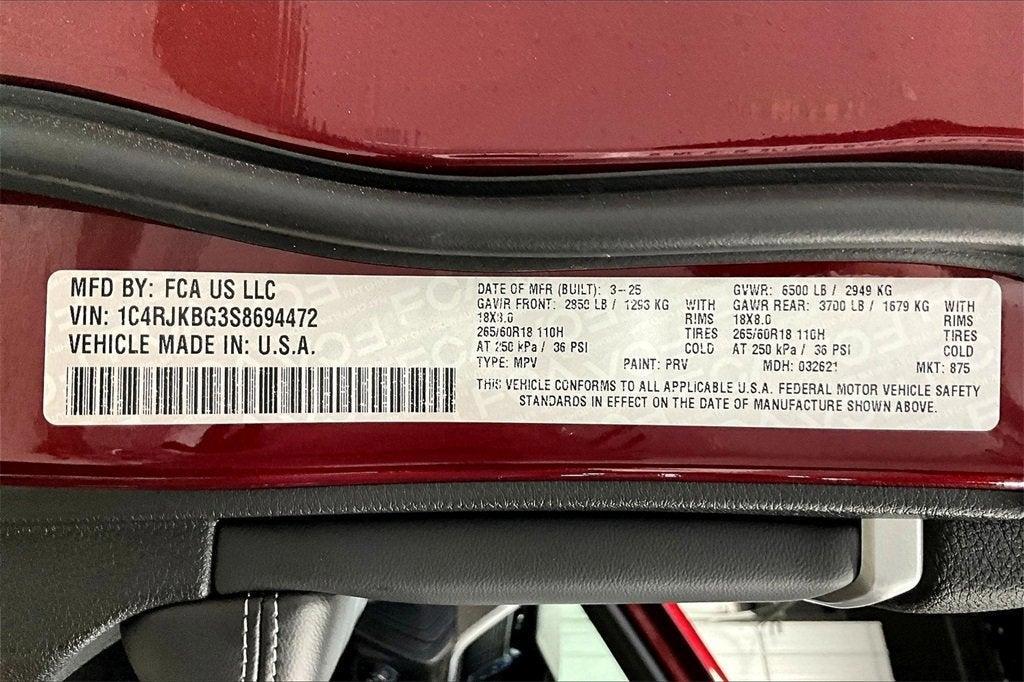 MFD BY: FCA US LLC
VIN: 1C4RJKBG3S8694472
VEHICLE MADE IN: U.S.A.
DATE OF MFR (BUILT): 3-25 GVWR: 6500 LB / 2949 KG
GAWR FRONT: 2850 LB / 1293 KG WITH GAWR REAR: 3700 LB / 1679 KG WITH
18X8.0 RIMS 18X8.0 RIMS
265/60R18 110H TIRES 265/60R18 110H TIRES
AT 250 kPa / 36 PSI COLD AT 250 kPa / 36 PSI COLD
TYPE: MPV PAINT: PRV MDH: 032621 MKT: 875
THIS VEHICLE CONFORMS TO ALL APPLICABLE U.S.A. FEDERAL MOTOR VEHICLE SAFETY
STANDARDS IN EFFECT ON THE DATE OF MANUFACTURE SHOWN ABOVE.